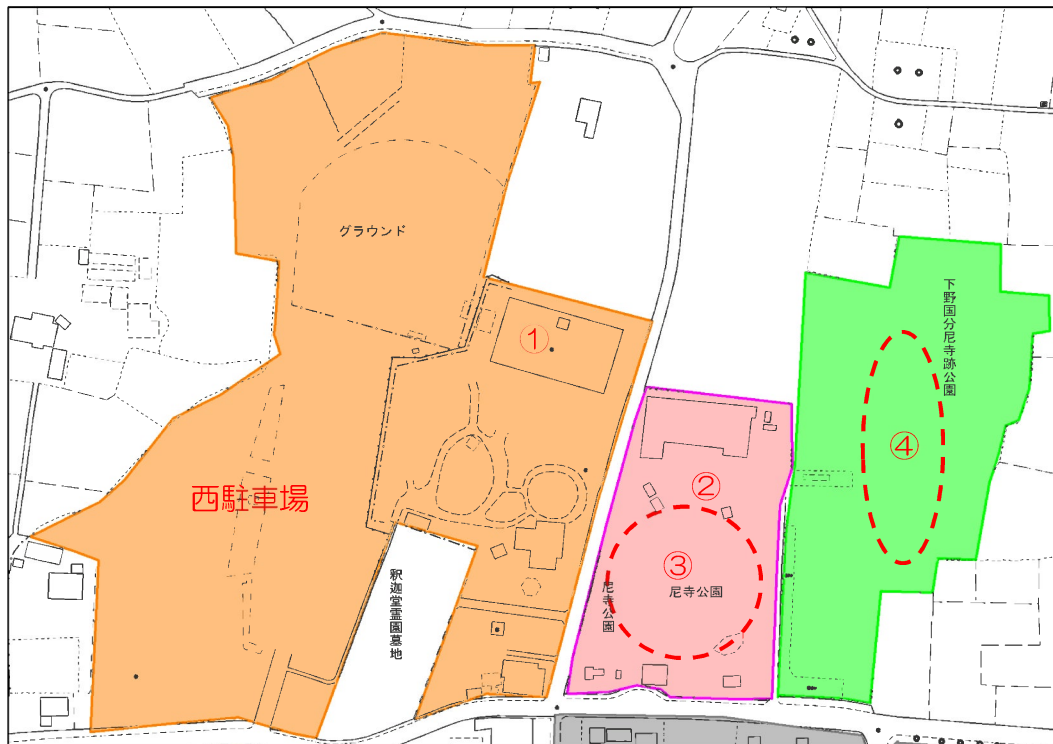 グラウンド
下野国分尼寺跡公園
①
④
②
西駐車場
③
釈迦堂霊園墓地
尼寺公園
尼寺公園